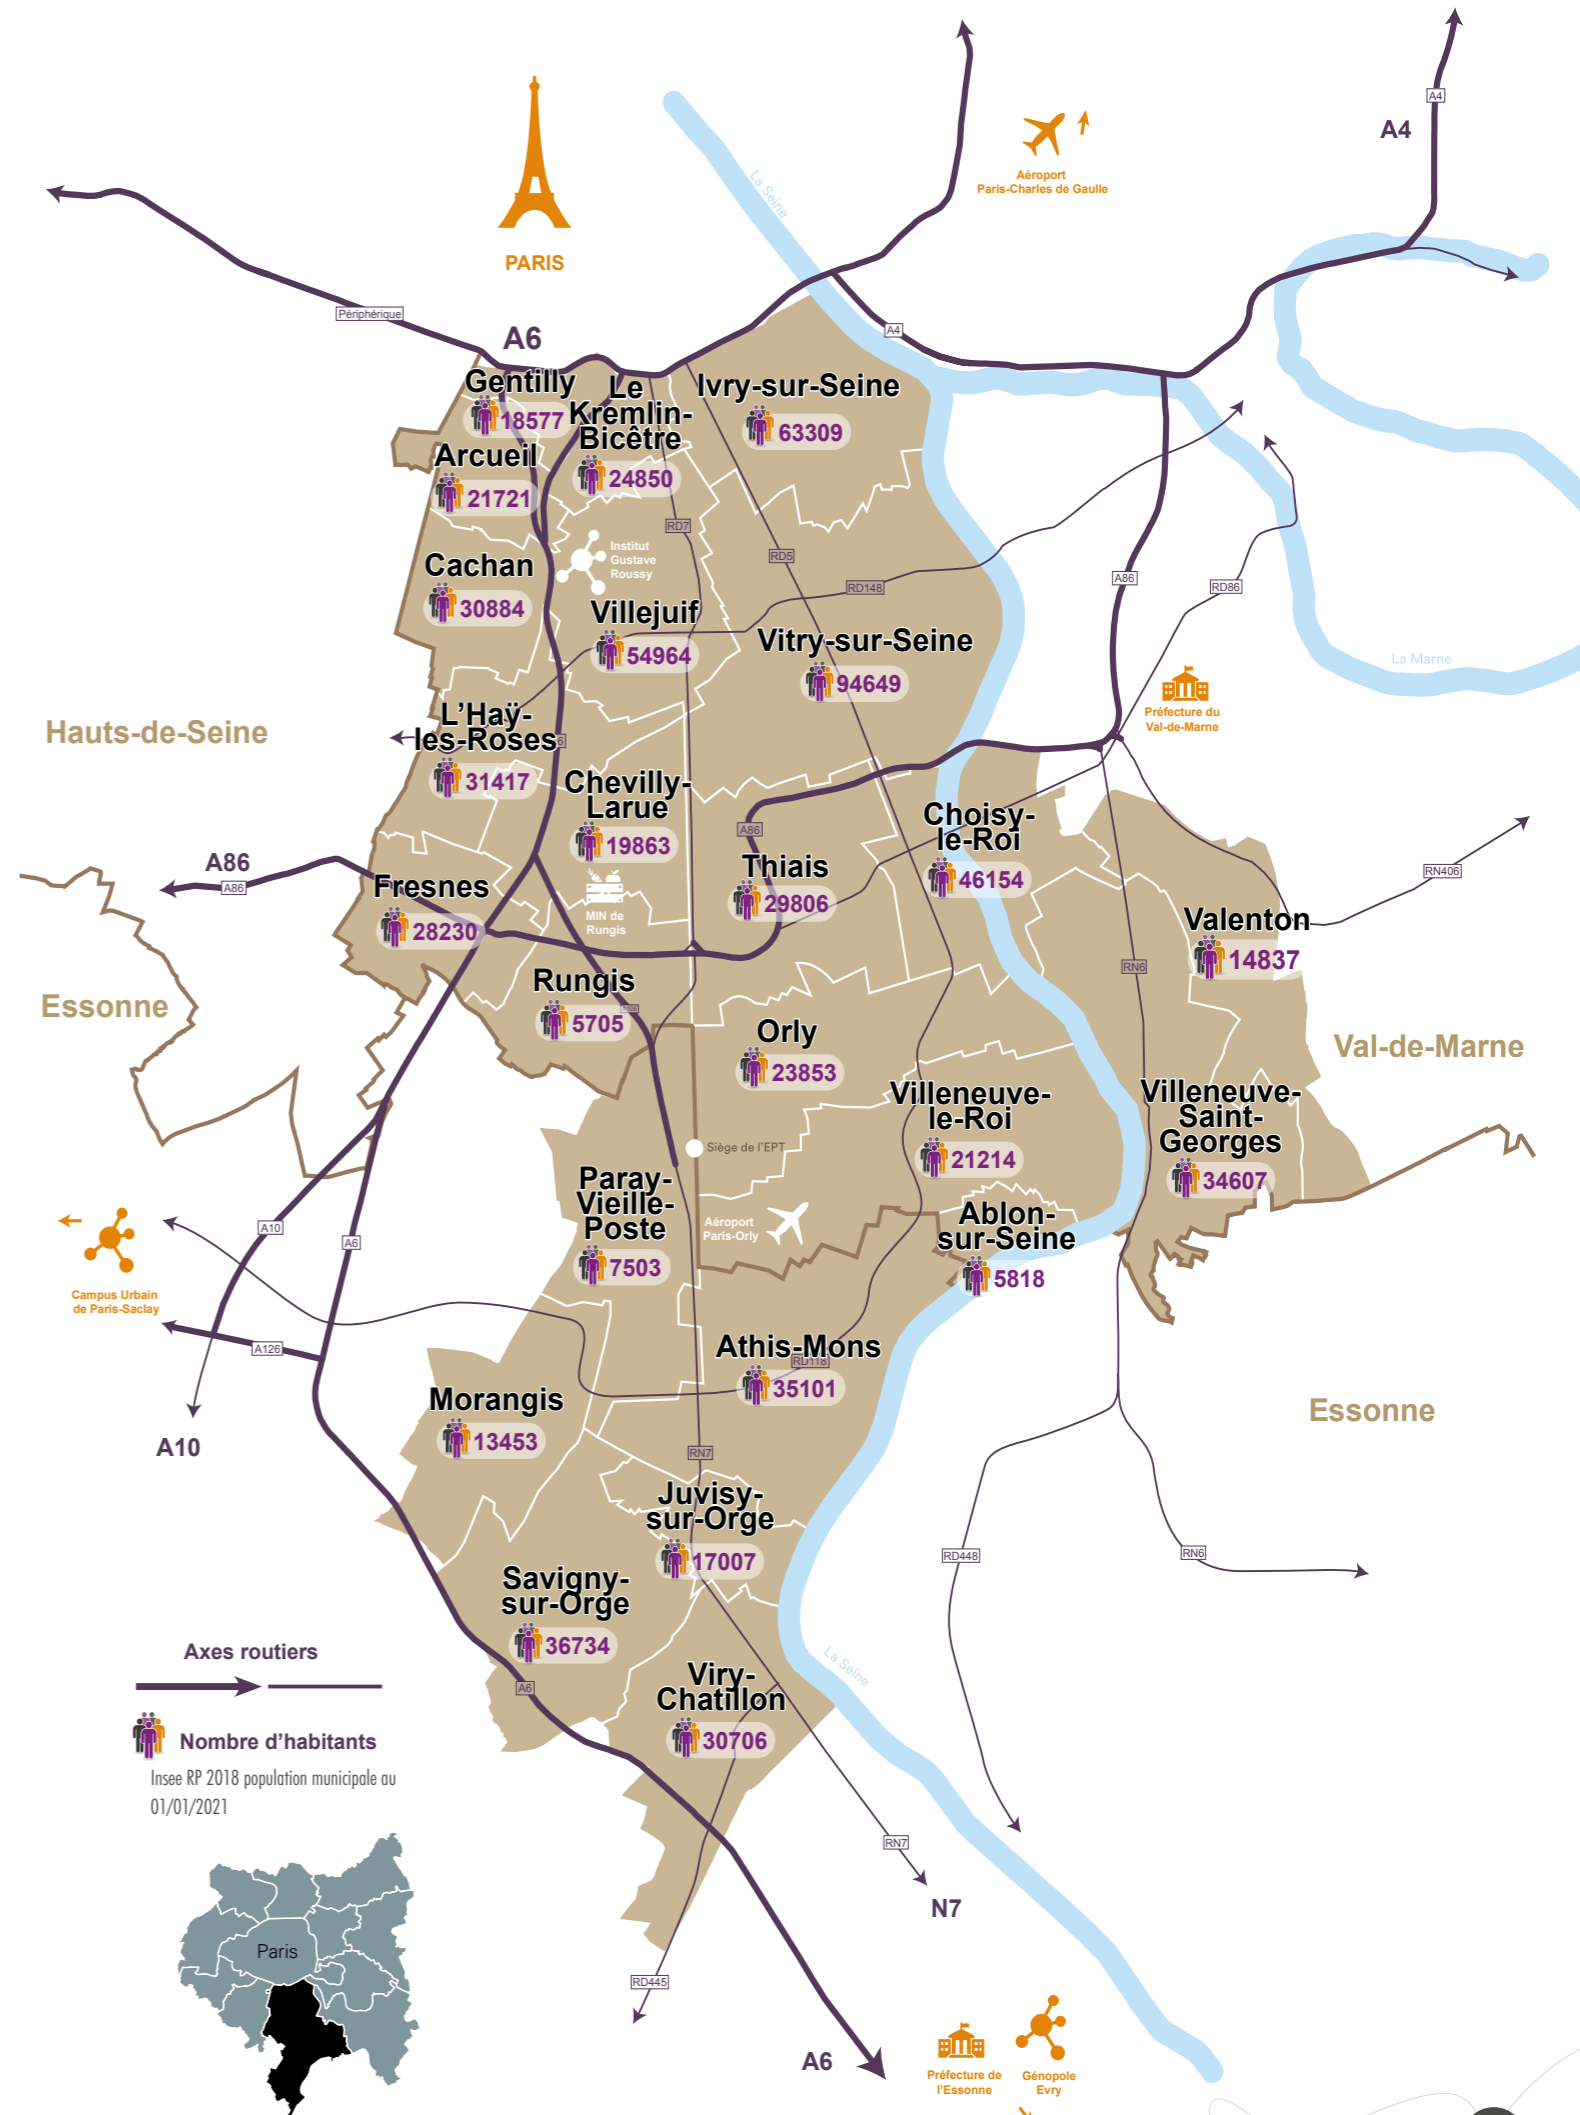 A4
A4
La Seine
Aéroport
Paris-Charles de Gaulle
PARIS
Périphérique
A6
A4
Gentilly
18577
Le
Kremlin-
Bicêtre
24850
Ivry-sur-Seine
63309
Arcueil
21721
RD7
RD5
Institut
Gustave
Roussy
Cachan
30884
RD148
A86
RD86
Villejuif
54964
Vitry-sur-Seine
94649
La Marne
Préfecture du
Val-de-Marne
Hauts-de-Seine
L'Haÿ-
les-Roses
31417
Chevilly-
Larue
19863
A86
Choisy-
le-Roi
46154
A86
A86
Thiais
29806
RN406
Fresnes
28230
MIN de
Rungis
Valenton
14837
RN6
Essonne
Rungis
5705
Orly
23853
Val-de-Marne
Villeneuve-
le-Roi
21214
Villeneuve-
Saint-
Georges
34607
Siège de l'EPT
Paray-
Vieille-
Poste
7503
Aéroport
Paris-Orly
Ablon-
sur-Seine
5818
A10
A6
Campus Urbain
de Paris-Saclay
A126
Athis-Mons
RD118
35101
Morangis
13453
Essonne
A10
RN7
Juvisy-
sur-Orge
17007
RD448
RN6
Savigny-
sur-Orge
36734
La Seine
Axes routiers
A6
Viry-
Chatillon
30706
Nombre d'habitants
Insee RP 2018 population municipale au
01/01/2021
RN7
N7
Paris
RD445
A6
Préfecture de
l'Essonne
Génopole
Evry